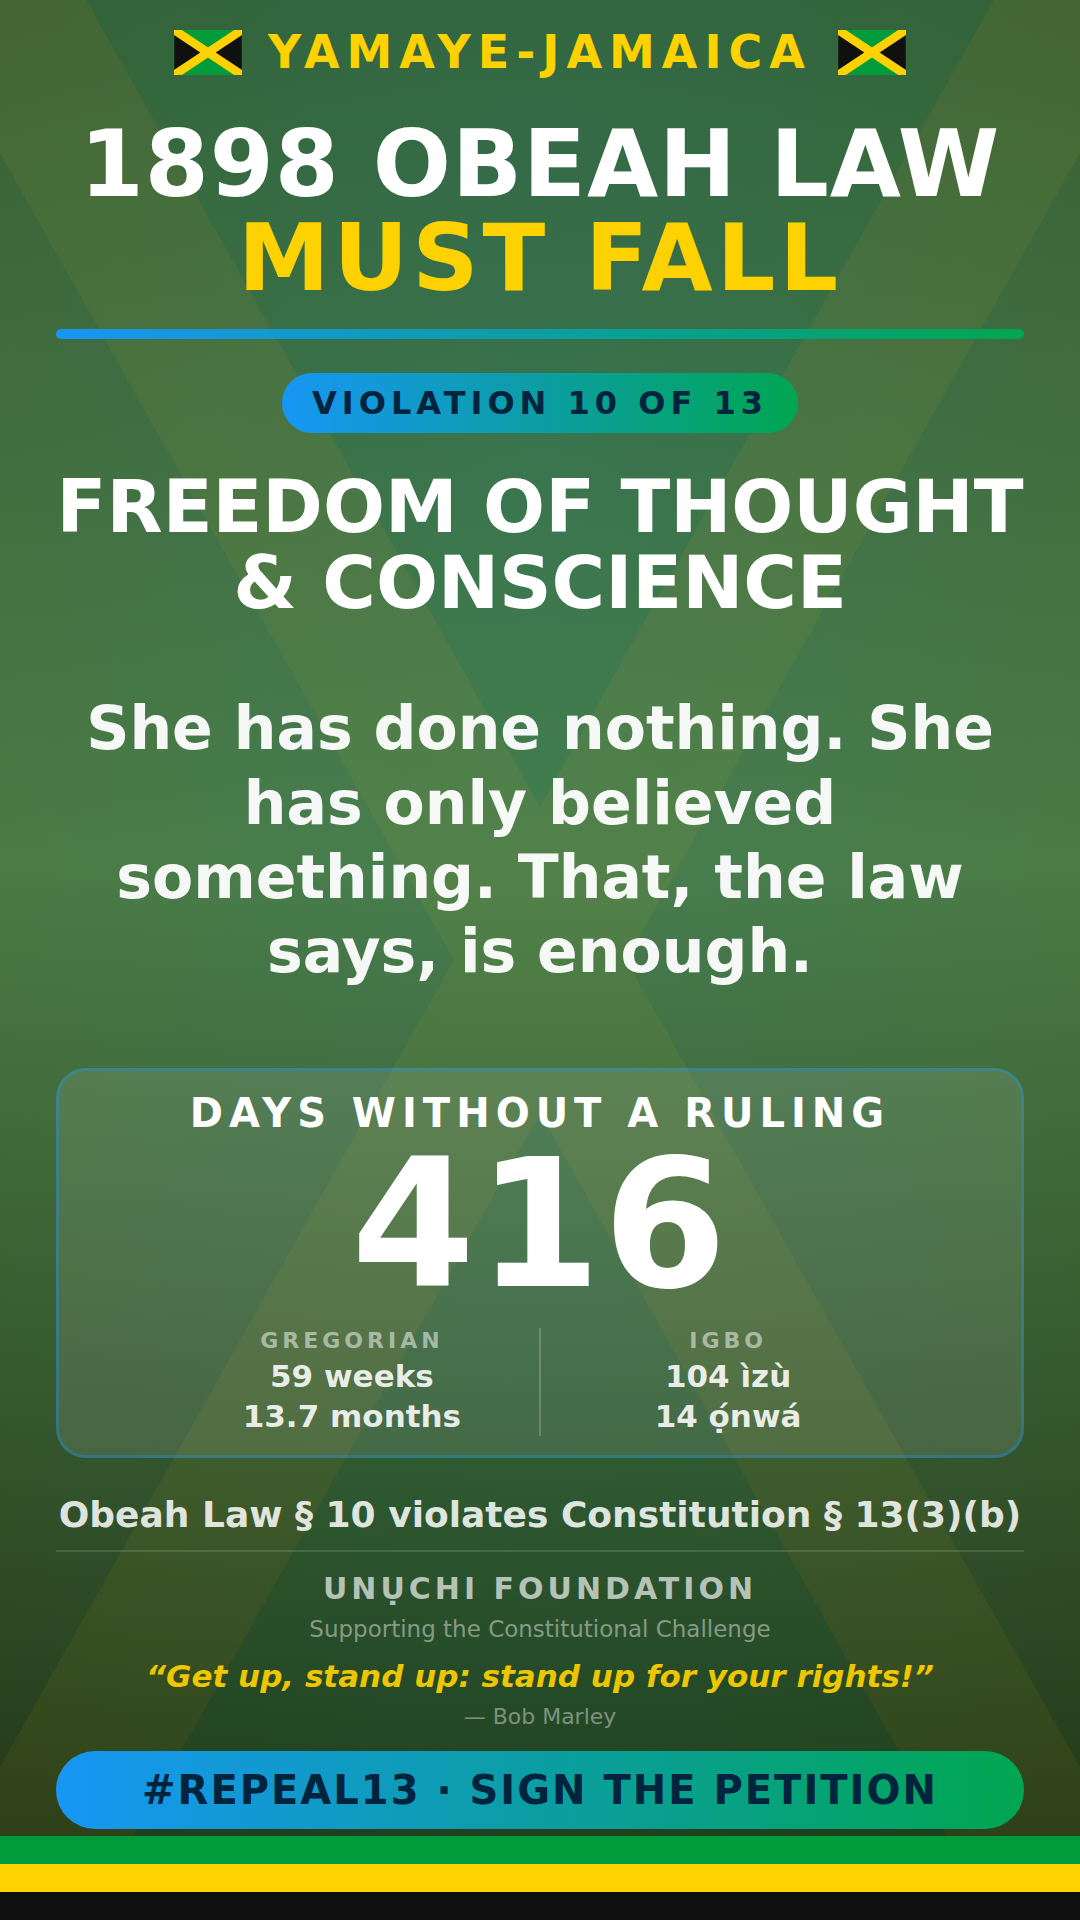 YAMAYE-JAMAICA
1898 OBEAH LAW
MUST FALL
VIOLATION 10 OF 13
FREEDOM OF THOUGHT
& CONSCIENCE
She has done nothing. She
has only believed
something. That, the law
says, is enough.
DAYS WITHOUT A RULING
416
GREGORIAN
59 weeks
13.7 months
IGBO
104 ìzù
14 ọ́nwá
Obeah Law § 10 violates Constitution § 13(3)(b)
UNỤCHI FOUNDATION
Supporting the Constitutional Challenge
“Get up, stand up: stand up for your rights!”
— Bob Marley
#REPEAL13 · SIGN THE PETITION